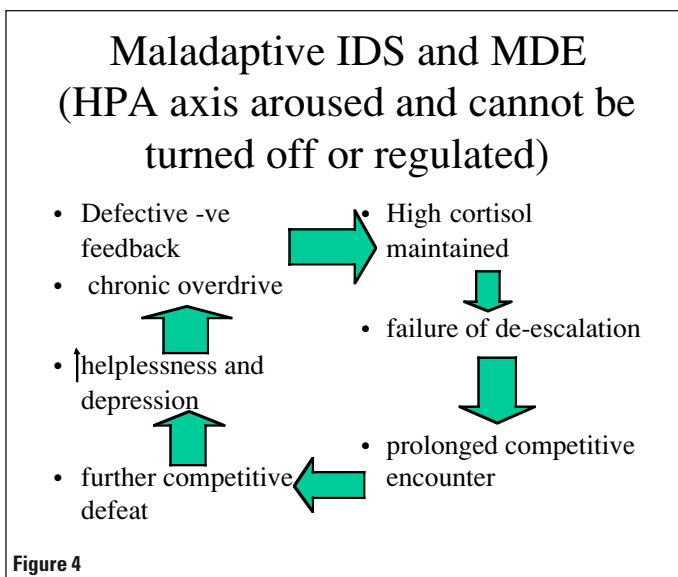 Maladaptive IDS and MDE
(HPA axis aroused and cannot be
turned off or regulated)
• Defective -ve
feedback
• chronic overdrive
• helplessness and
depression
• further competitive
defeat
• High cortisol
maintained
• failure of de-escalation
• prolonged competitive
encounter
Figure 4